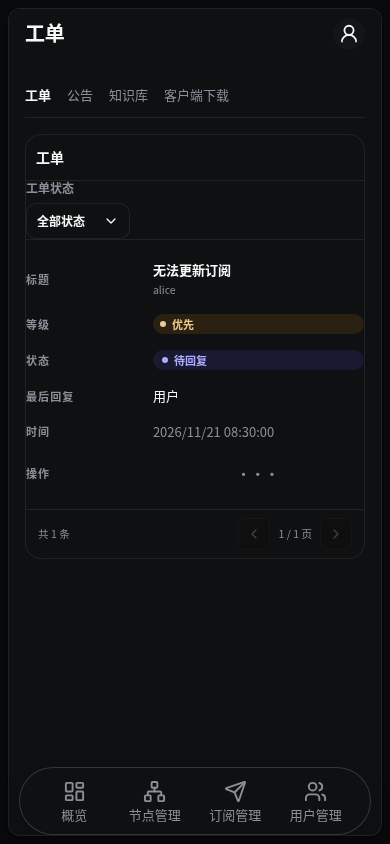 工单
工单 公告 知识库 客户端下载
工单
工单状态
全部状态
标题 无法更新订阅
alice
等级 优先
状态 待回复
最后回复 用户
时间 2026/11/21 08:30:00
操作
共 1 条 1 / 1 页
概览 节点管理 订阅管理 用户管理